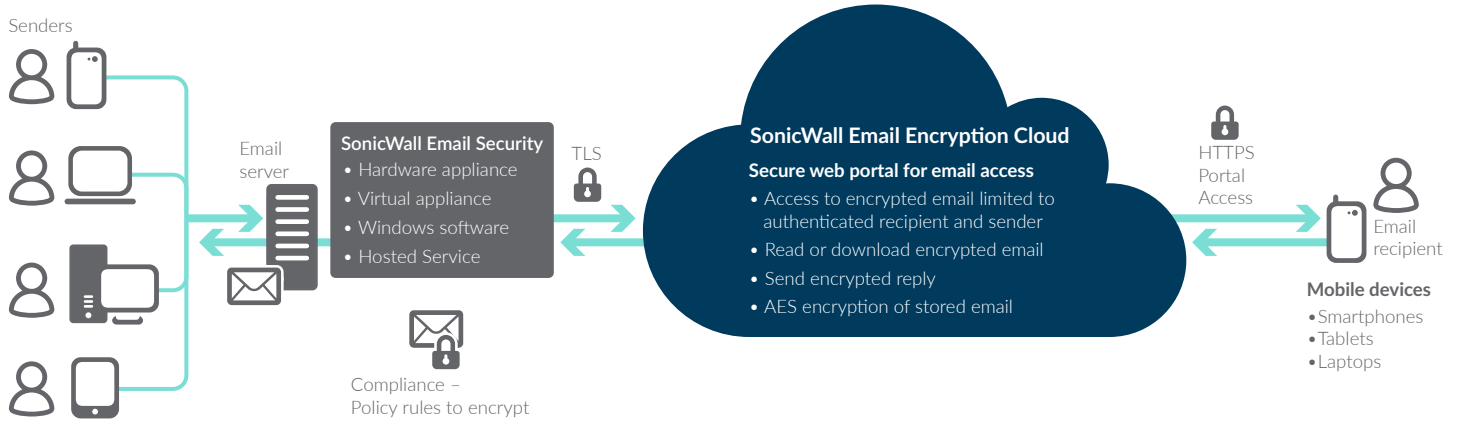 Senders
Email
server
SonicWall Email Security
• Hardware appliance
• Virtual appliance
• Windows software
• Hosted Service
Compliance –
Policy rules to encrypt
TLS
SonicWall Email Encryption Cloud
Secure web portal for email access
• Access to encrypted email limited to
authenticated recipient and sender
• Read or download encrypted email
• Send encrypted reply
• AES encryption of stored email
HTTPS
Portal
Access
Email
recipient
Mobile devices
•Smartphones
•Tablets
•Laptops